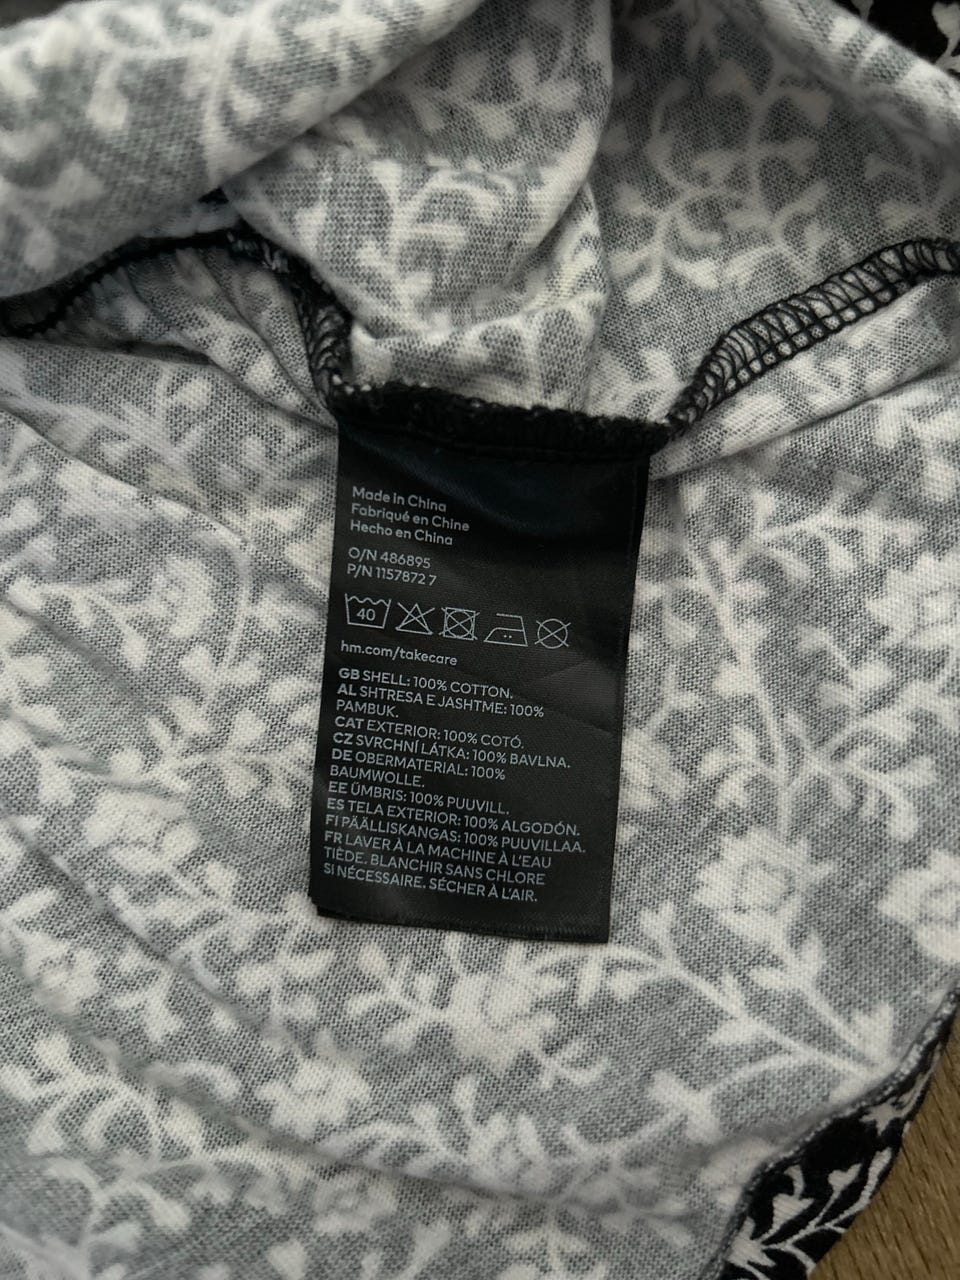 Made in China
Fabriqué en Chine
Hecho en China
O/N 486895
P/N 1157872 7
40
hm.com/takecare
GB SHELL: 100% COTTON.
AL SHTRESA E JASHTME: 100%
PAMBUK.
CAT EXTERIOR: 100% COTÓ.
CZ SVRCHNÍ LÁTKA: 100% BAVLNA.
DE OBERMATERIAL: 100%
BAUMWOLLE.
EE ÜMBRIS: 100% PUUVILL.
ES TELA EXTERIOR: 100% ALGODÓN.
FI PÄÄLLISKANGAS: 100% PUUVILLAA.
FR LAVER À LA MACHINE À L'EAU
TIÈDE. BLANCHIR SANS CHLORE
SI NÉCESSAIRE. SÉCHER À L'AIR.